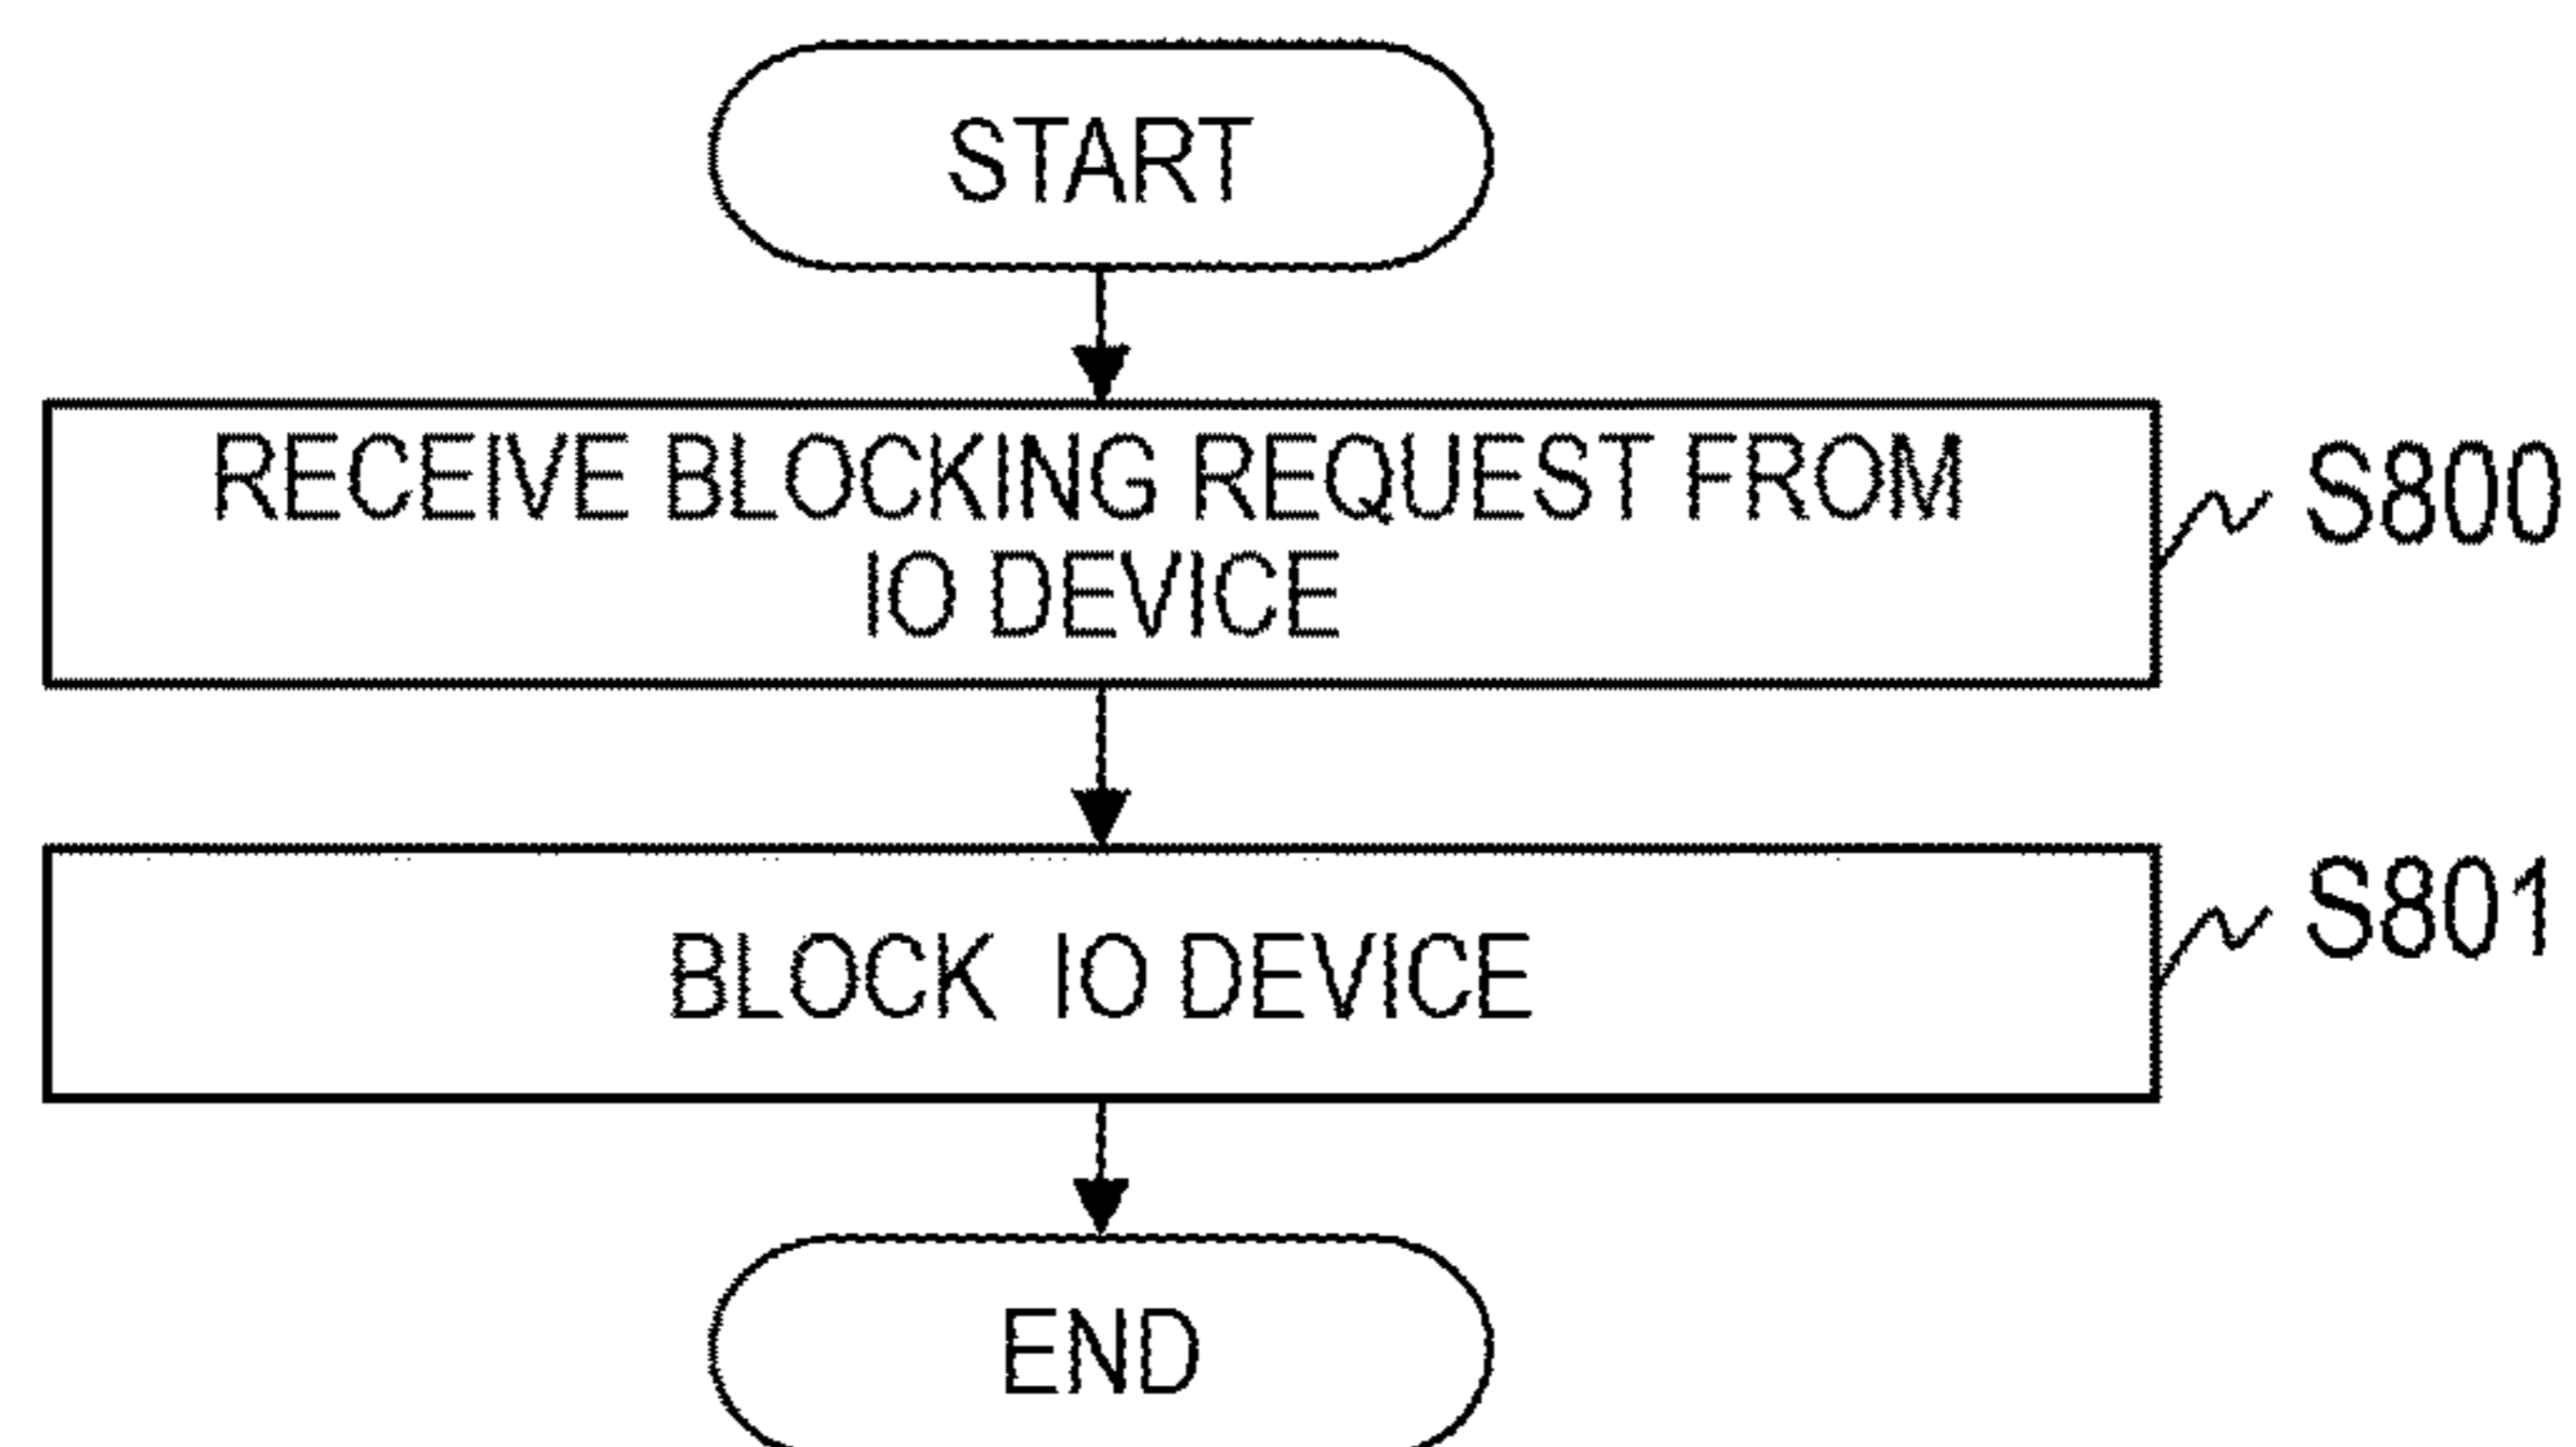 START
RECEIVE BLOCKING REQUEST FROM
IO DEVICE
S800
BLOCK IO DEVICE
S801
END